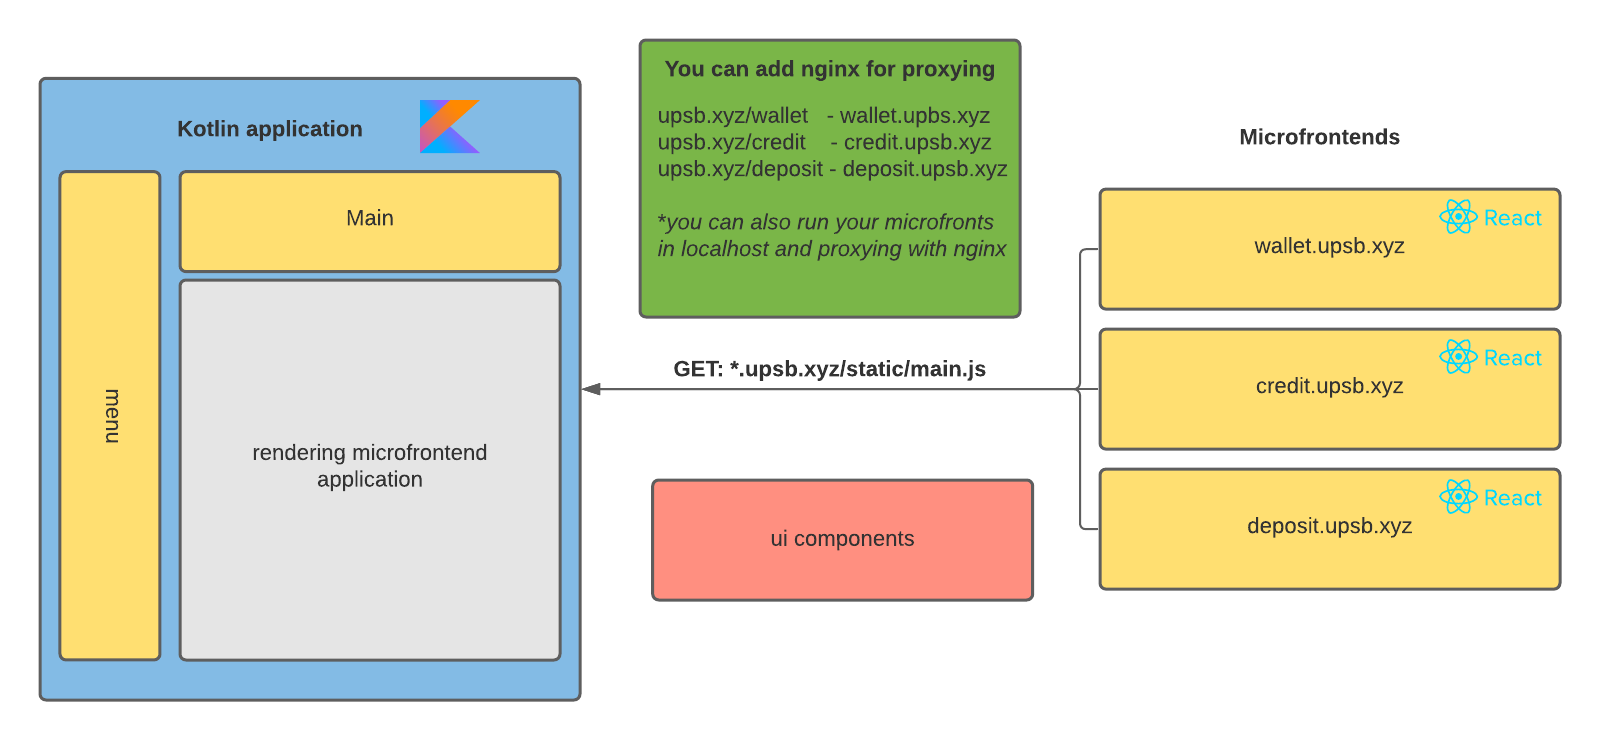 Kotlin application
menu
Main
rendering microfrontend
application
You can add nginx for proxying
upsb.xyz/wallet - wallet.upbs.xyz
upsb.xyz/credit - credit.upsb.xyz
upsb.xyz/deposit - deposit.upsb.xyz
*you can also run your microfronts
in localhost and proxying with nginx
GET: *.upsb.xyz/static/main.js
ui components
Microfrontends
React
wallet.upsb.xyz
React
credit.upsb.xyz
React
deposit.upsb.xyz